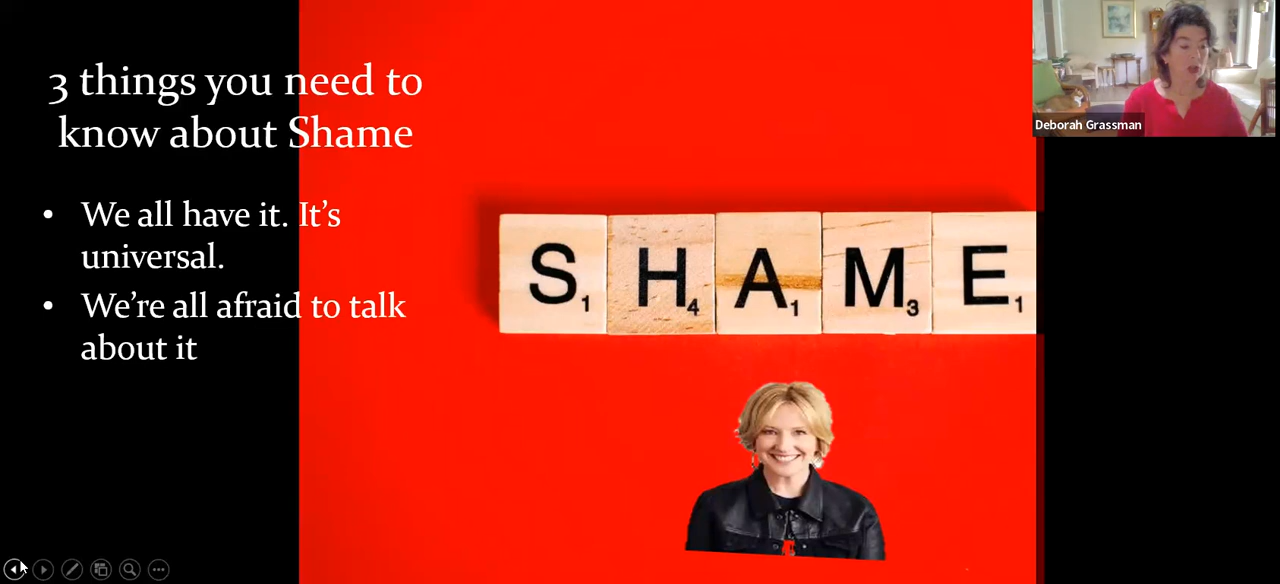 3 things you need to
know about Shame
• We all have it. It’s
universal.
• We’re all afraid to talk
about it
S1 H4 A1 M3 E1
Deborah Grassman